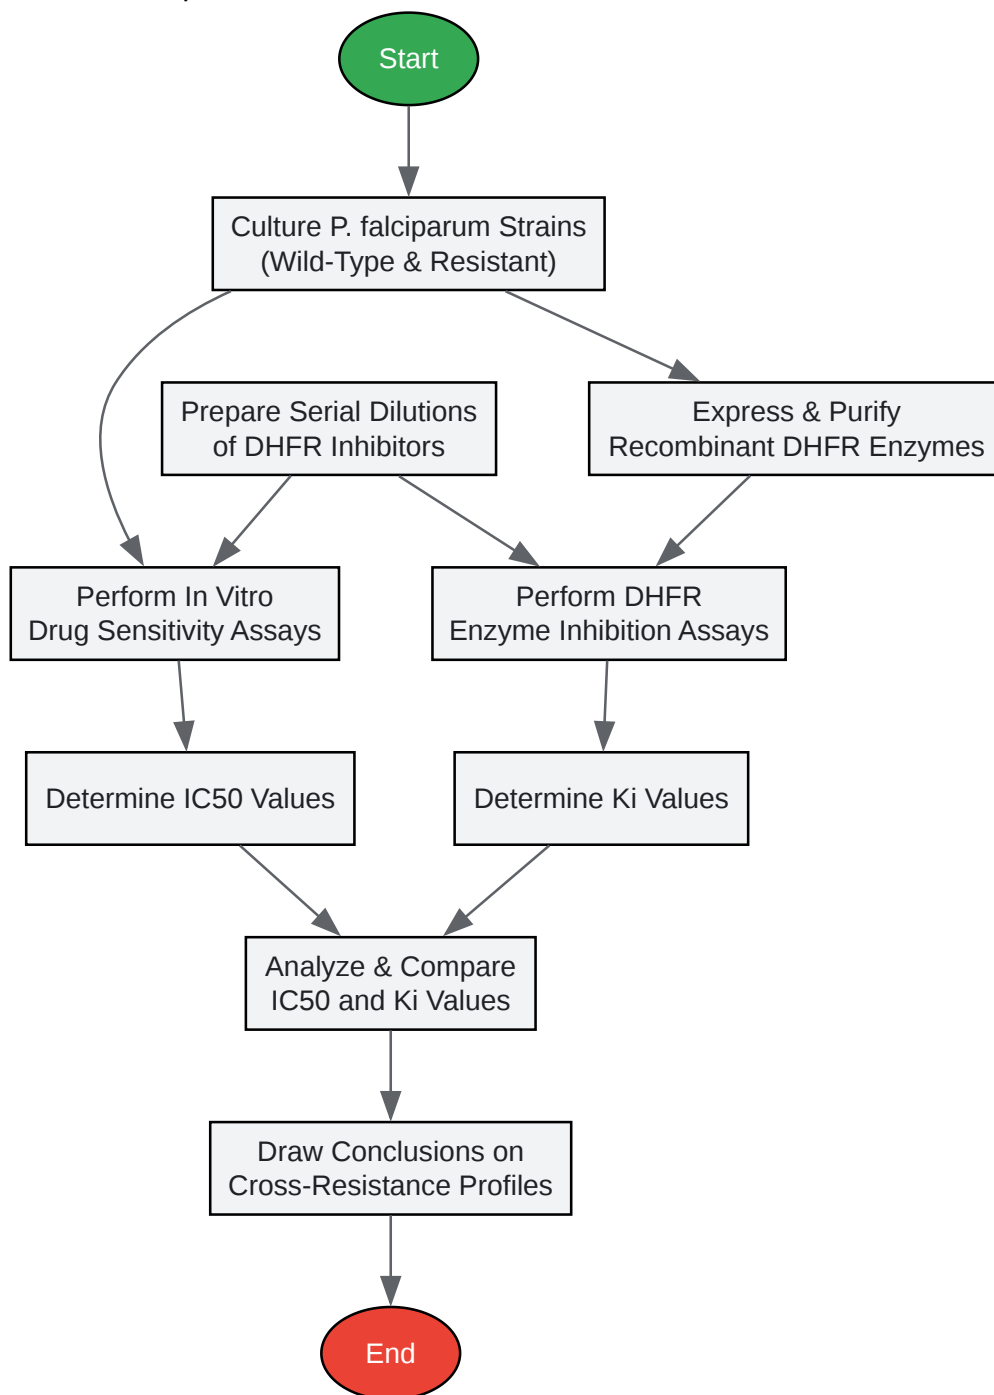 Start
Culture P. falciparum Strains
(Wild-Type & Resistant)
Prepare Serial Dilutions
of DHFR Inhibitors
Express & Purify
Recombinant DHFR Enzymes
Perform In Vitro
Drug Sensitivity Assays
Perform DHFR
Enzyme Inhibition Assays
Determine IC50 Values
Determine Ki Values
Analyze & Compare
IC50 and Ki Values
Draw Conclusions on
Cross-Resistance Profiles
End